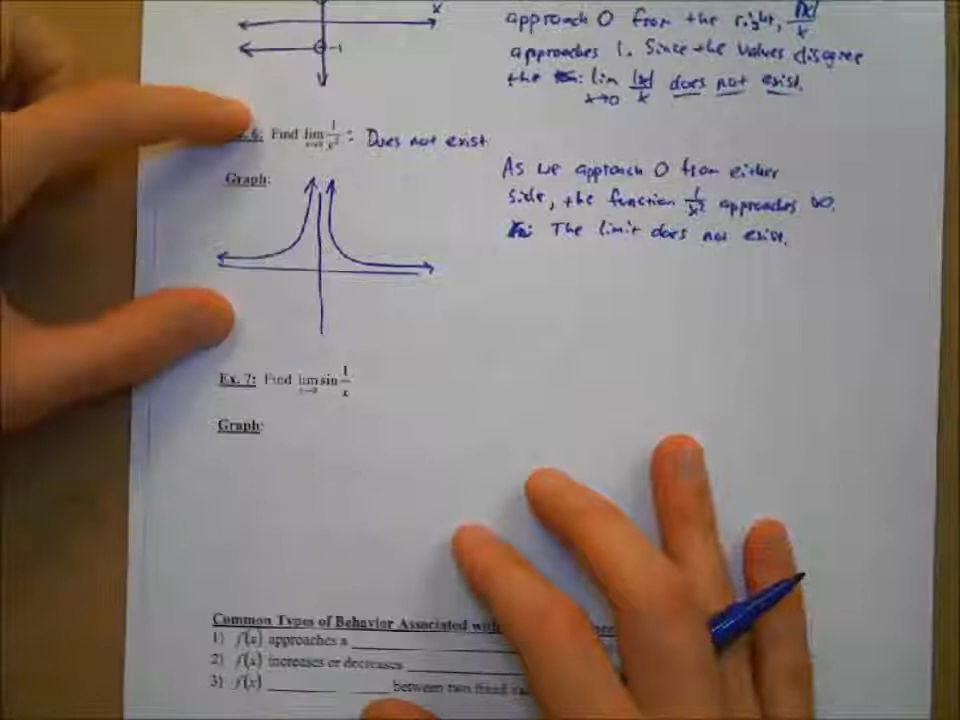 x
-1
approach 0 from the right, |x|/x
approaches 1. Since the values disagree
the lim x→0 |x|/x does not exist.
6: Find lim 1/x² : Does not exist
Graph:
As we approach 0 from either
side, the function 1/x² approaches ∞.
The limit does not exist.
Ex. 7: Find lim x→0 sin 1/x
Graph:
Common Types of Behavior Associated with
1) f(x) approaches a
2) f(x) increases or decreases
3) f(x) ______ ______ between two fixed